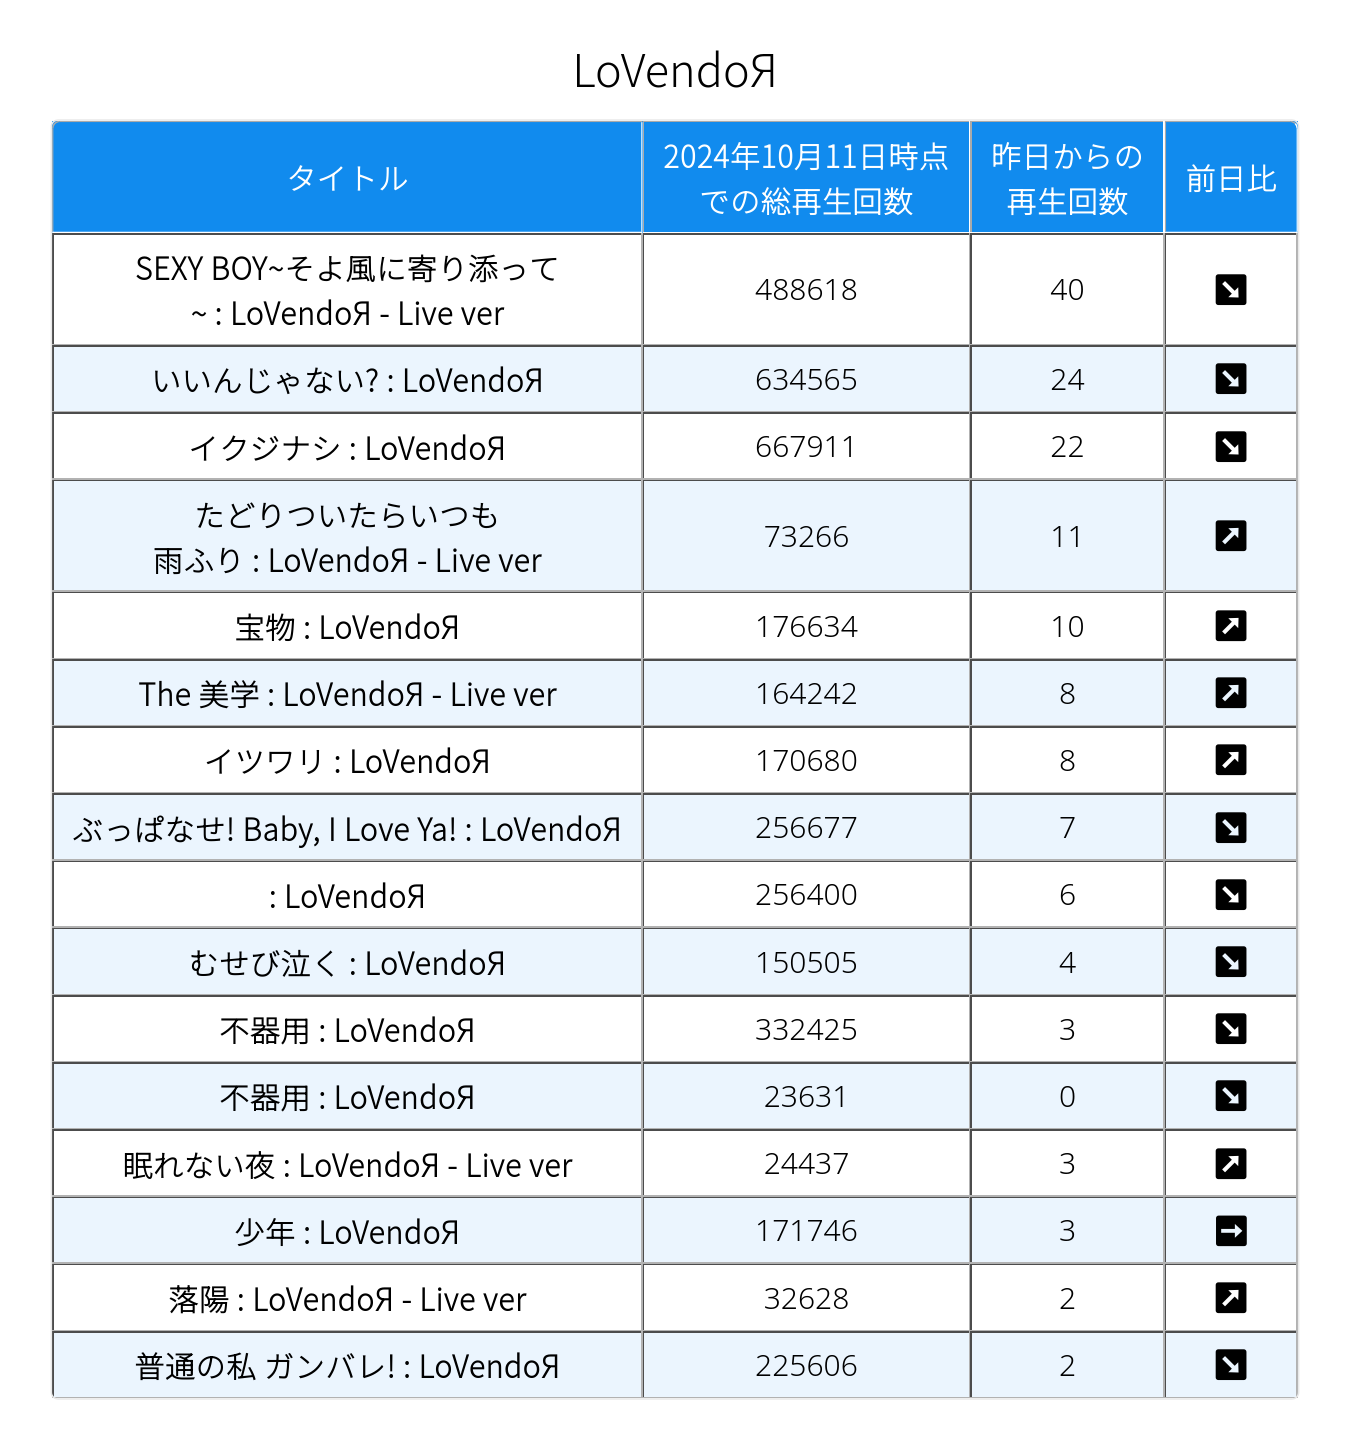 LoVendoЯ
タイトル
2024年10月11日時点
での総再生回数
昨日からの
再生回数
前日比
SEXY BOY~そよ風に寄り添って
~ : LoVendoЯ - Live ver
488618
40
いいんじゃない? : LoVendoЯ
634565
24
イクジナシ : LoVendoЯ
667911
22
たどりついたらいつも
雨ふり : LoVendoЯ - Live ver
73266
11
宝物 : LoVendoЯ
176634
10
The 美学 : LoVendoЯ - Live ver
164242
8
イツワリ : LoVendoЯ
170680
8
ぶっぱなせ! Baby, I Love Ya! : LoVendoЯ
256677
7
: LoVendoЯ
256400
6
むせび泣く : LoVendoЯ
150505
4
不器用 : LoVendoЯ
332425
3
不器用 : LoVendoЯ
23631
0
眠れない夜 : LoVendoЯ - Live ver
24437
3
少年 : LoVendoЯ
171746
3
落陽 : LoVendoЯ - Live ver
32628
2
普通の私 ガンバレ! : LoVendoЯ
225606
2